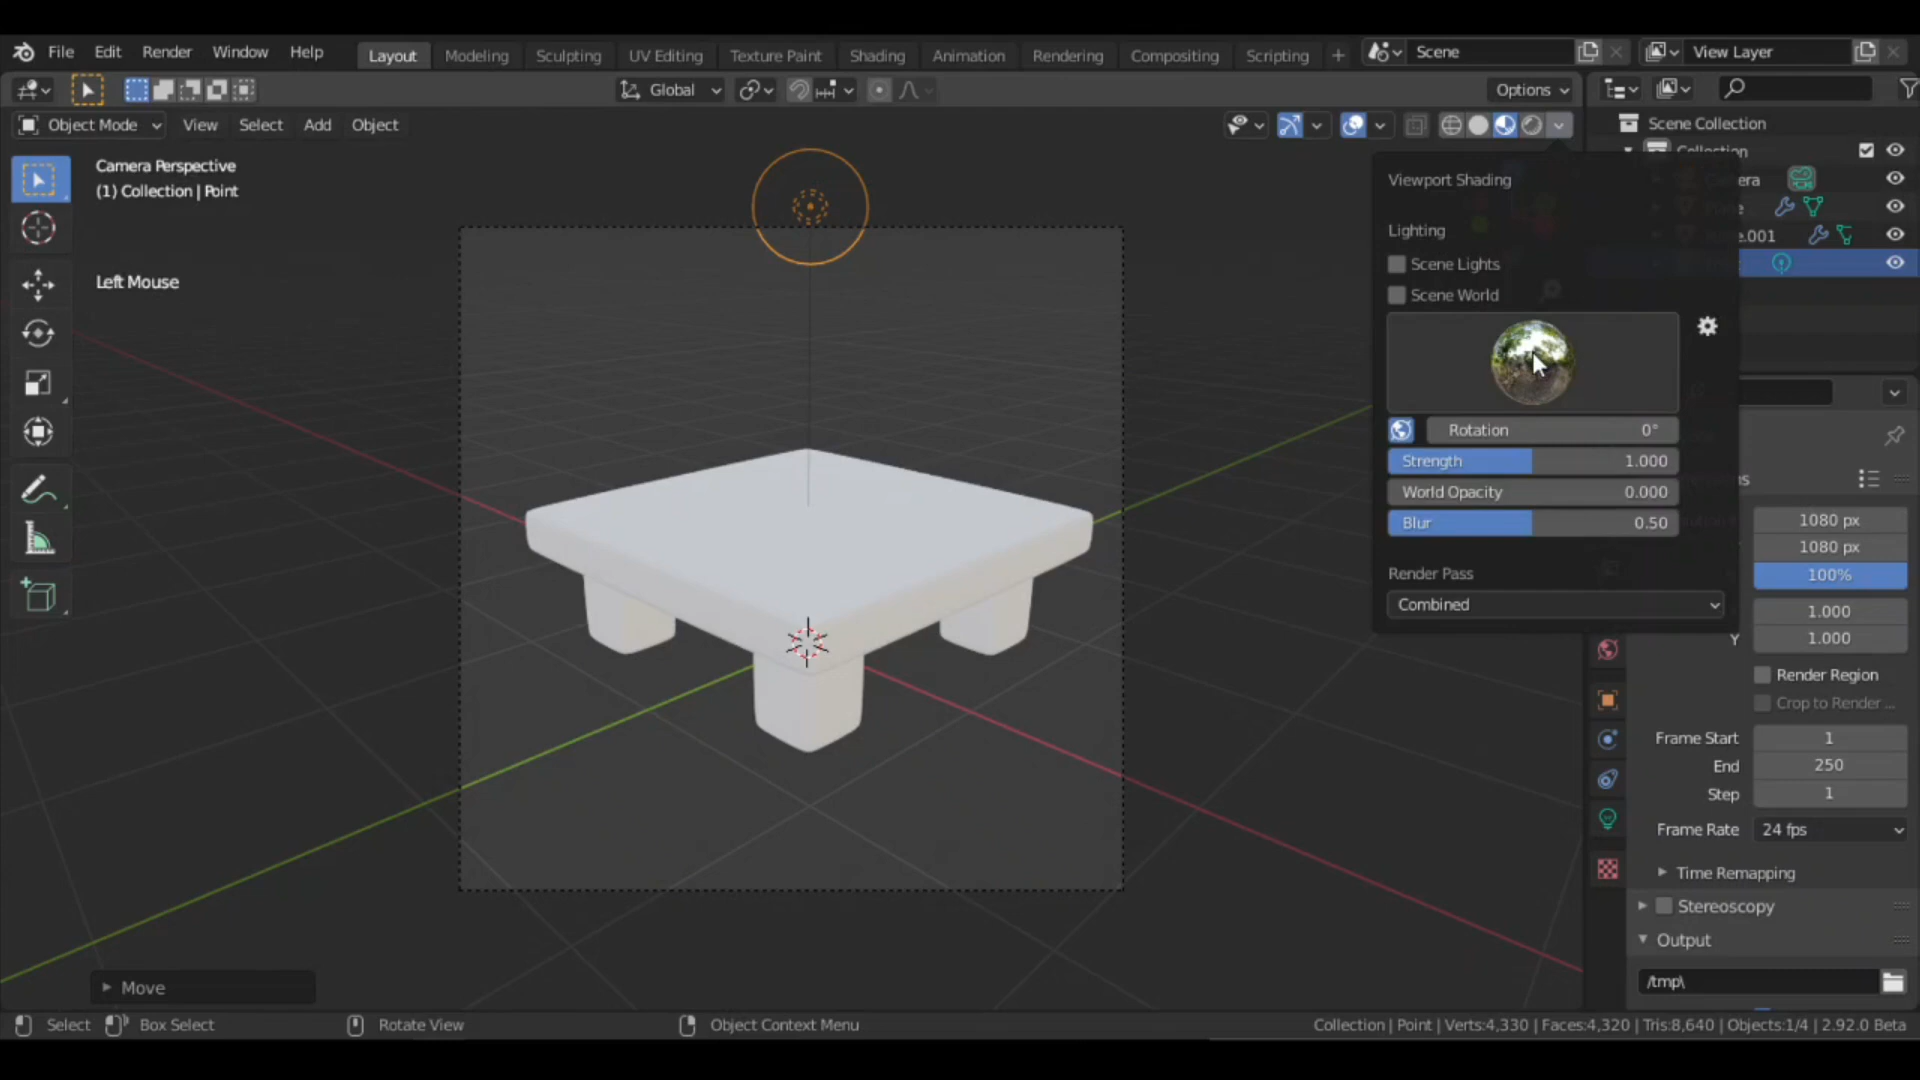 File Edit Render Window Help Layout Modeling Sculpting UV Editing Texture Paint Shading Animation Rendering Compositing Scripting + Scene View Layer
Global Options
Object Mode View Select Add Object
Scene Collection
Collection
Camera Perspective
(1) Collection | Point
Left Mouse
Viewport Shading
Lighting
Scene Lights
Scene World
Rotation 0°
Strength 1.000
World Opacity 0.000
Blur 0.50
Render Pass
Combined
era
.001
s
1080 px
1080 px
100%
1.000
Y 1.000
Render Region
Crop to Render ...
Frame Start 1
End 250
Step 1
Frame Rate 24 fps
Time Remapping
Stereoscopy
Output
/tmp\
Move
Select Box Select Rotate View Object Context Menu Collection | Point | Verts:4,330 | Faces:4,320 | Tris:8,640 | Objects:1/4 | 2.92.0 Beta